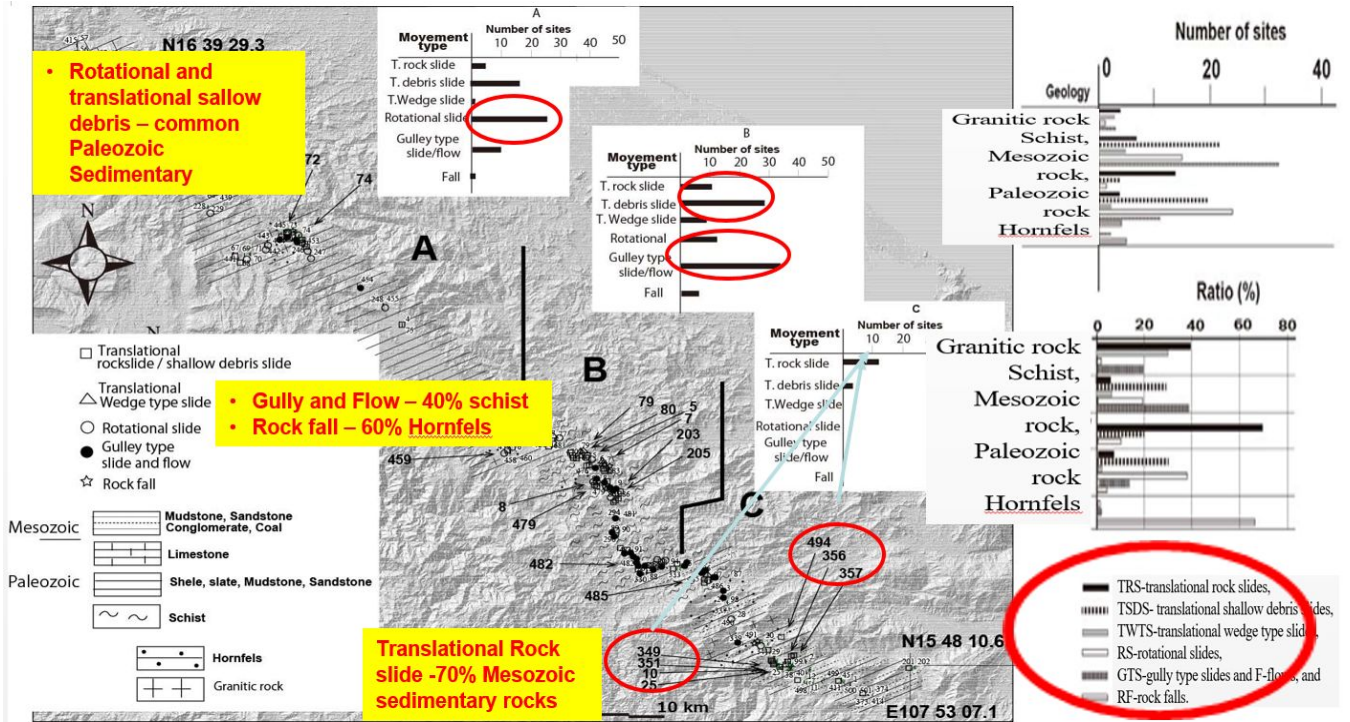 N16 39 29.3
• Rotational and
translational sallow
debris – common
Paleozoic
Sedimentary
72
74
N
A
Number of sites
Movement
type
10 20 30 40 50
T. rock slide
T. debris slide
T.Wedge slide
Rotational slide
Gulley type
slide/flow
Fall
B
Number of sites
Movement
type
10 20 30 40 50
T. rock slide
T. debris slide
T. Wedge slide
Rotational
Gulley type
slide/flow
Fall
C
Number of sites
Movement
type
10 20 30
T. rock slide
T. debris slide
T.Wedge slide
Rotational slide
Gulley type
slide/flow
Fall
A
B
C
Translational
rockslide / shallow debris slide
Translational
Wedge type slide
Rotational slide
Gulley type
slide and flow
Rock fall
Mesozoic
Mudstone, Sandstone
Conglomerate, Coal
Limestone
Paleozoic
Shele, slate, Mudstone, Sandstone
Schist
Hornfels
Granitic rock
• Gully and Flow – 40% schist
• Rock fall – 60% Hornfels
79
80
5
7
203
205
459
8
479
482
485
494
356
357
349
351
10
25
Translational Rock
slide -70% Mesozoic
sedimentary rocks
10 km
N15 48 10.6
E107 53 07.1
Number of sites
0 20 40
Geology
Granitic rock
Schist,
Mesozoic
rock,
Paleozoic
rock
Hornfels
Ratio (%)
0 20 40 60 80
Granitic rock
Schist,
Mesozoic
rock,
Paleozoic
rock
Hornfels
TRS-translational rock slides,
TSDS- translational shallow debris slides,
TWTS-translational wedge type slides,
RS-rotational slides,
GTS-gully type slides and F-flows, and
RF-rock falls.